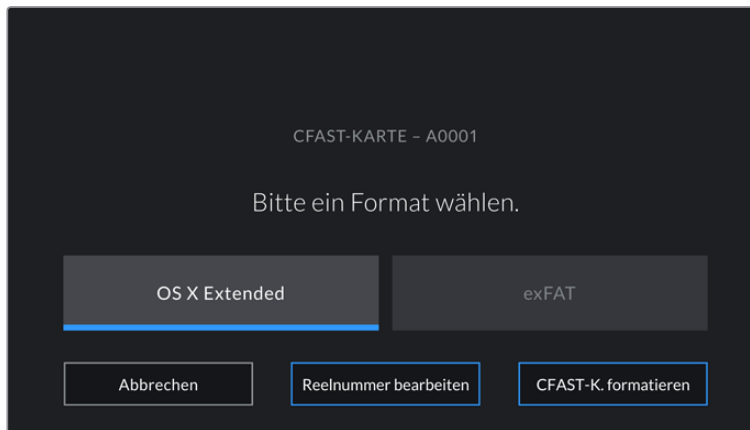 CFAST-KARTE – A0001
Bitte ein Format wählen.
OS X Extended
exFAT
Abbrechen
Reelnummer bearbeiten
CFAST-K. formatieren